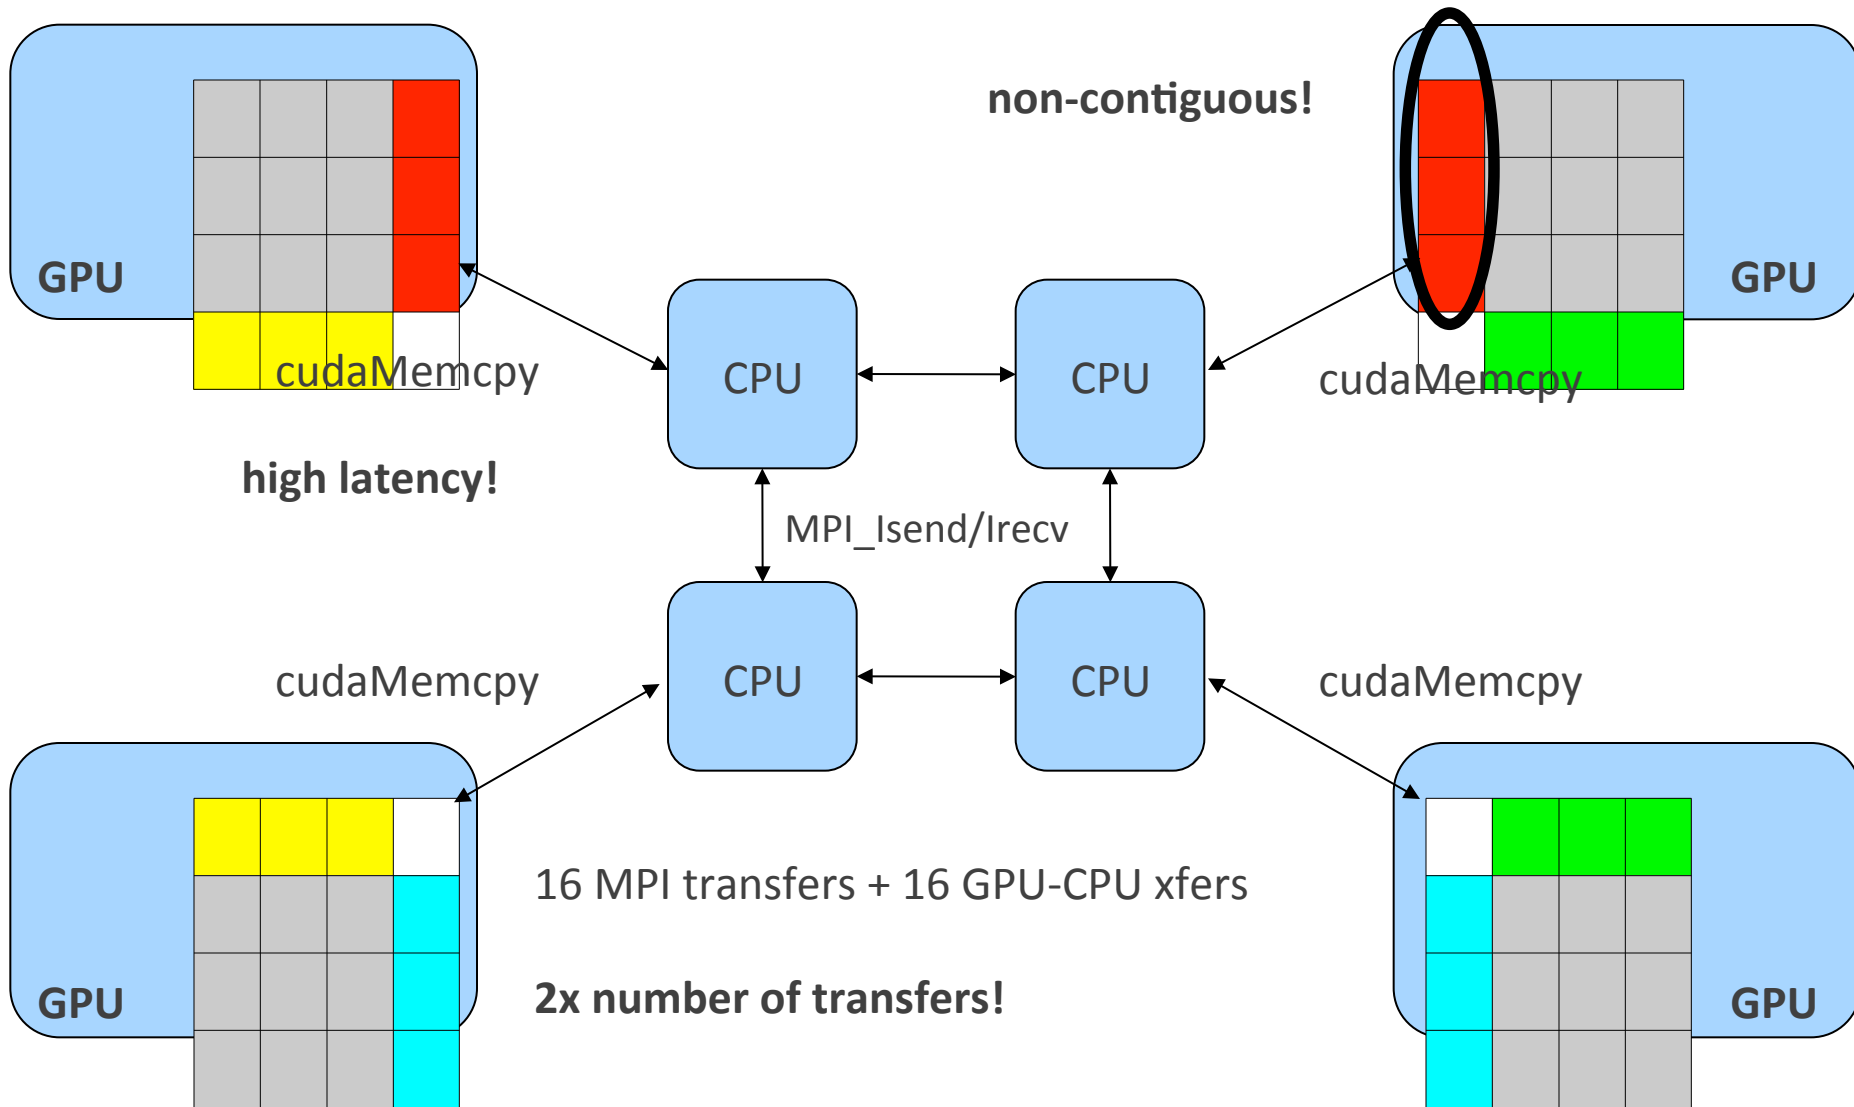 non-contiguous!
GPU
GPU
cudaMemcpy
CPU
CPU
cudaMemcpy
high latency!
MPI_Isend/Irecv
cudaMemcpy
CPU
CPU
cudaMemcpy
16 MPI transfers + 16 GPU-CPU xfers
GPU
2x number of transfers!
GPU